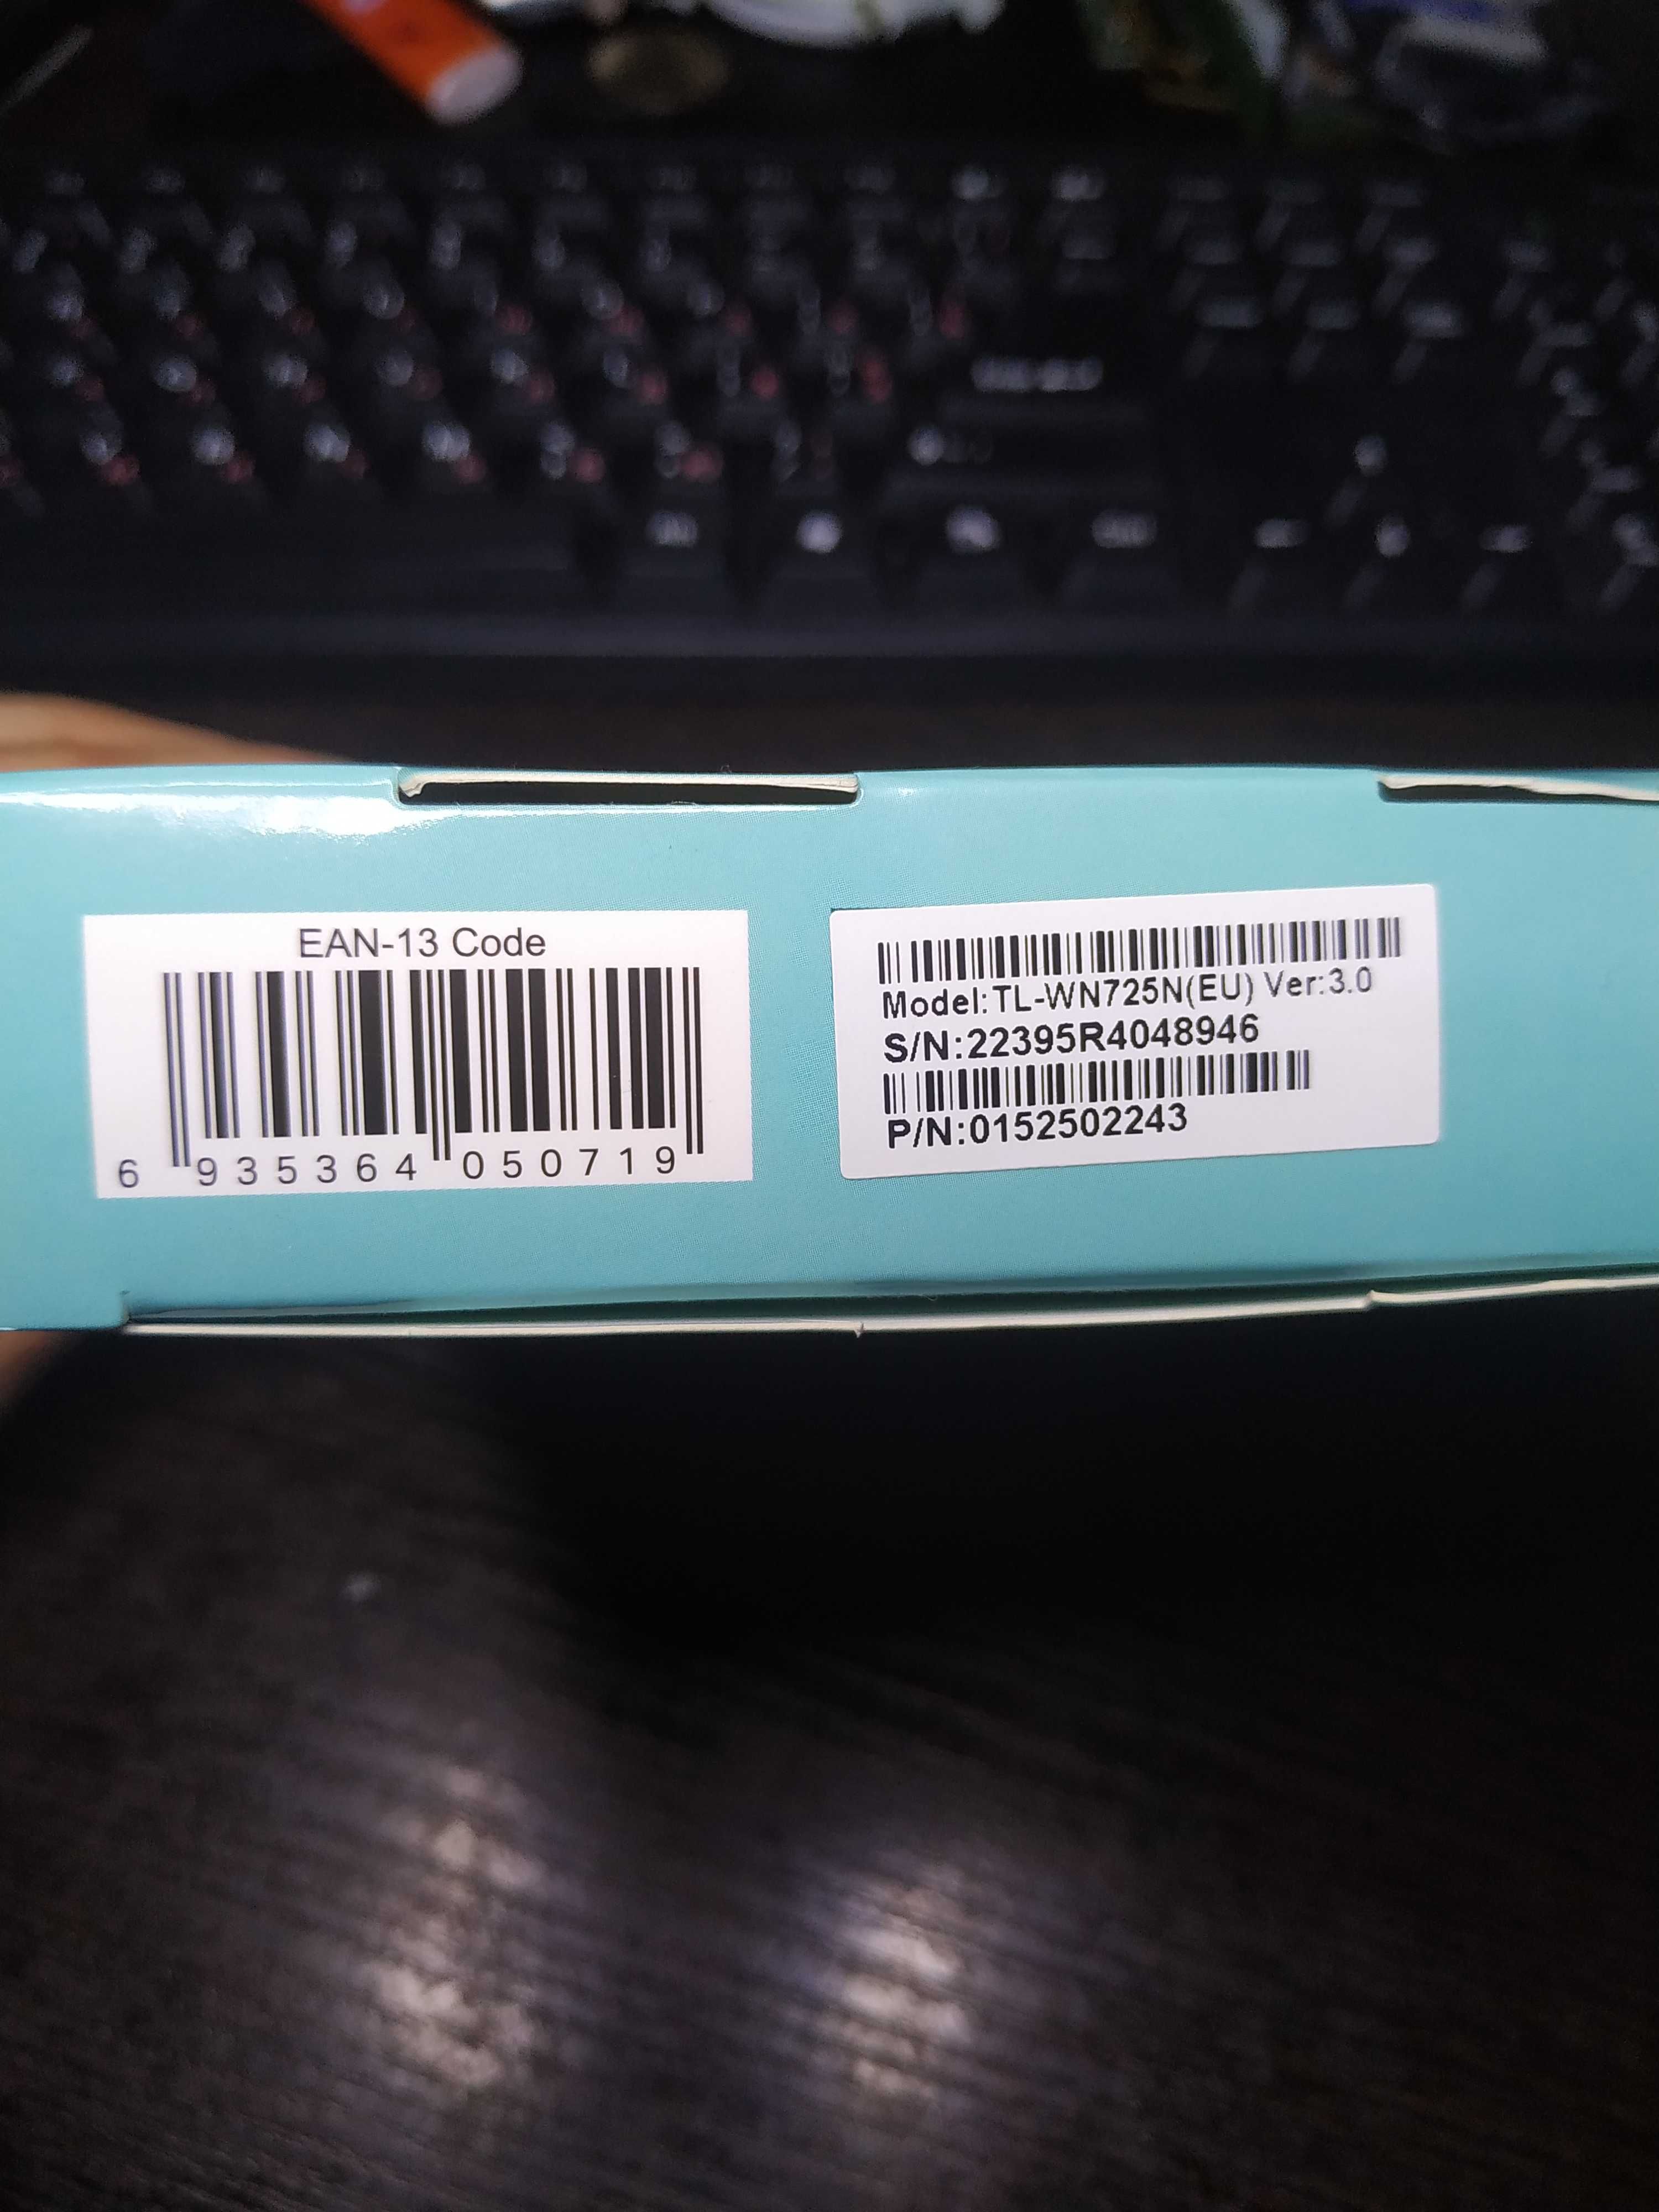 EAN-13 Code
6 935364 050719
Model:TL-WN725N(EU) Ver:3.0
S/N:22395R4048946
P/N:0152502243